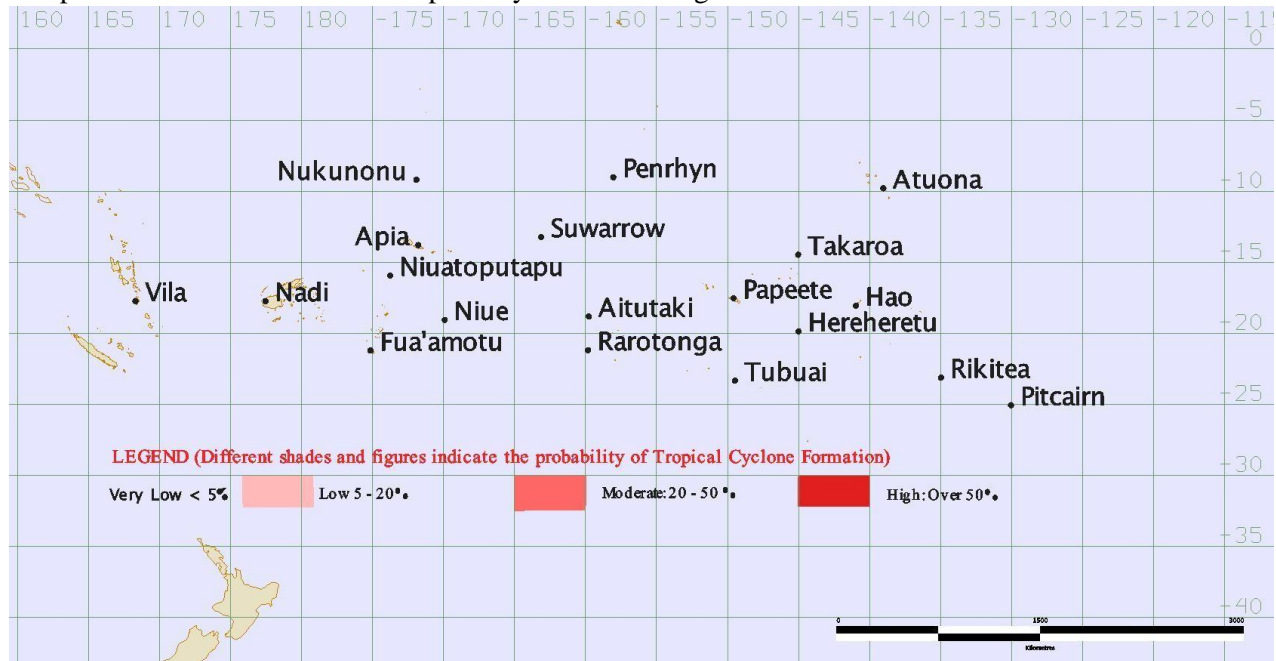 160 165 170 175 180 -175 -170 -165 -160 -155 -150 -145 -140 -135 -130 -125 -120 -115
0
-5
Nukunonu
Penrhyn
Atuona
-10
Apia
Suwarrow
Takaroa
-15
Niuatoputapu
Vila
Nadi
Niue
Aitutaki
Papeete
Hao
Hereheretu
-20
Fua'amotu
Rarotonga
Tubuai
Rikitea
Pitcairn
-25
LEGEND (Different shades and figures indicate the probability of Tropical Cyclone Formation)
-30
Very Low < 5%
Low 5 - 20%
Moderate: 20 - 50 %
High: Over 50%
-35
-40
0 1500 3000
Kilometres